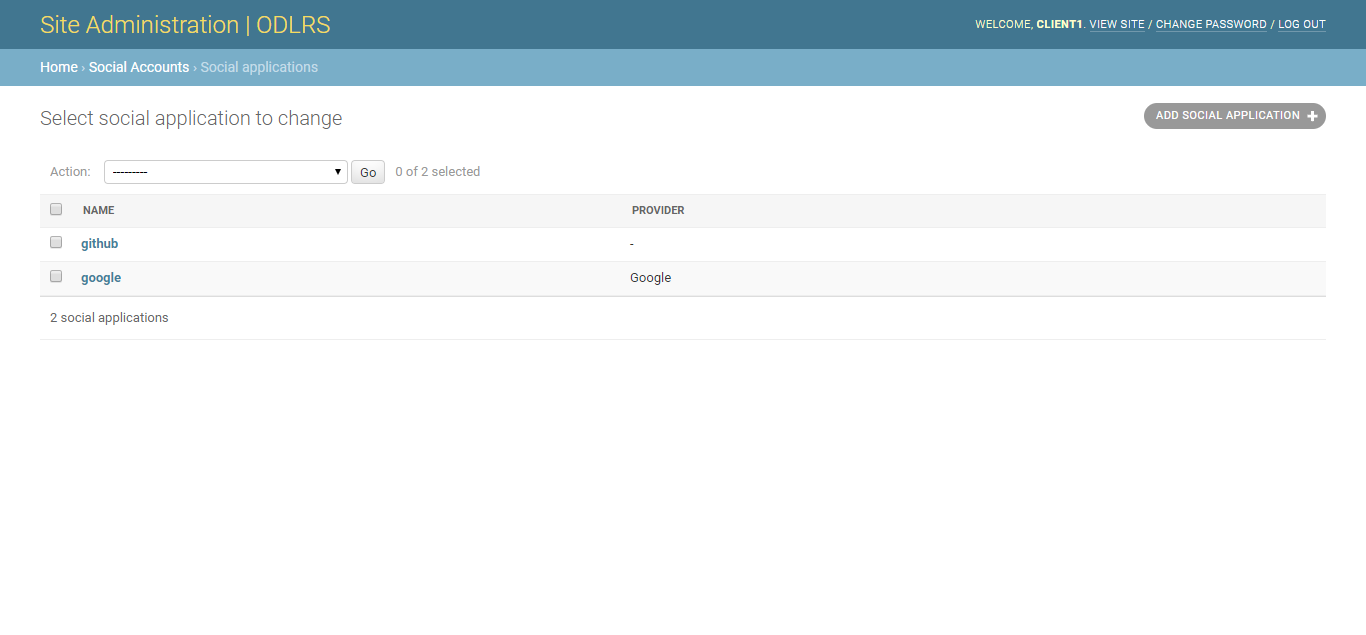 Site Administration | ODLRS
WELCOME, CLIENT1. VIEW SITE / CHANGE PASSWORD / LOG OUT
Home › Social Accounts › Social applications
Select social application to change
ADD SOCIAL APPLICATION +
Action: --------- Go 0 of 2 selected
NAME PROVIDER
github -
google Google
2 social applications